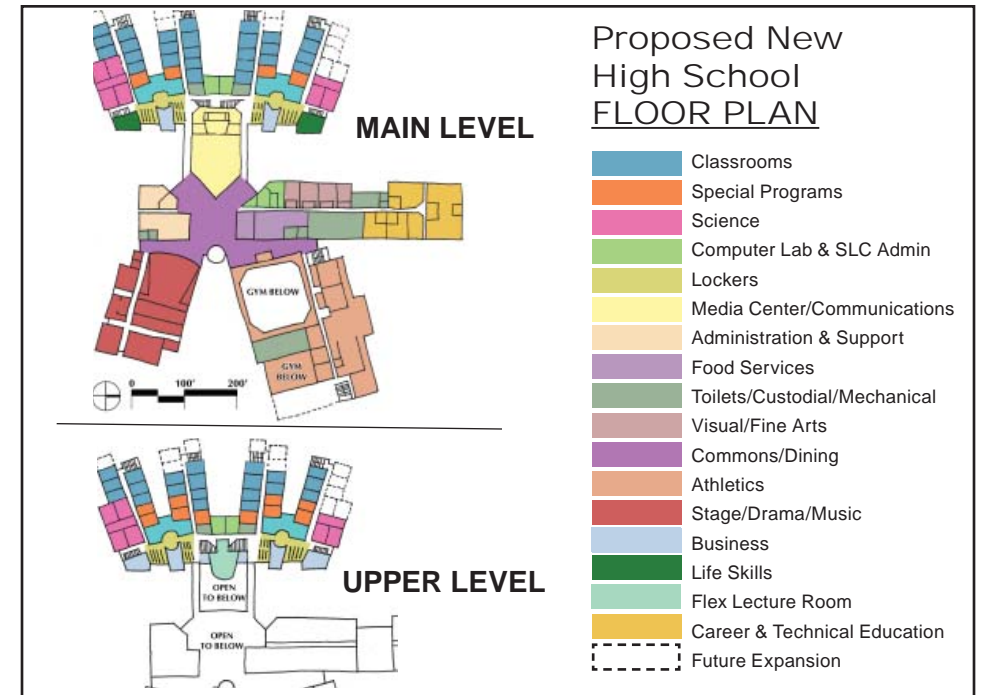 Proposed New
High School
FLOOR PLAN
MAIN LEVEL
GYM BELOW
GYM
BELOW
0 100' 200'
UPPER LEVEL
OPEN
TO BELOW
OPEN
TO BELOW
Classrooms
Special Programs
Science
Computer Lab & SLC Admin
Lockers
Media Center/Communications
Administration & Support
Food Services
Toilets/Custodial/Mechanical
Visual/Fine Arts
Commons/Dining
Athletics
Stage/Drama/Music
Business
Life Skills
Flex Lecture Room
Career & Technical Education
Future Expansion